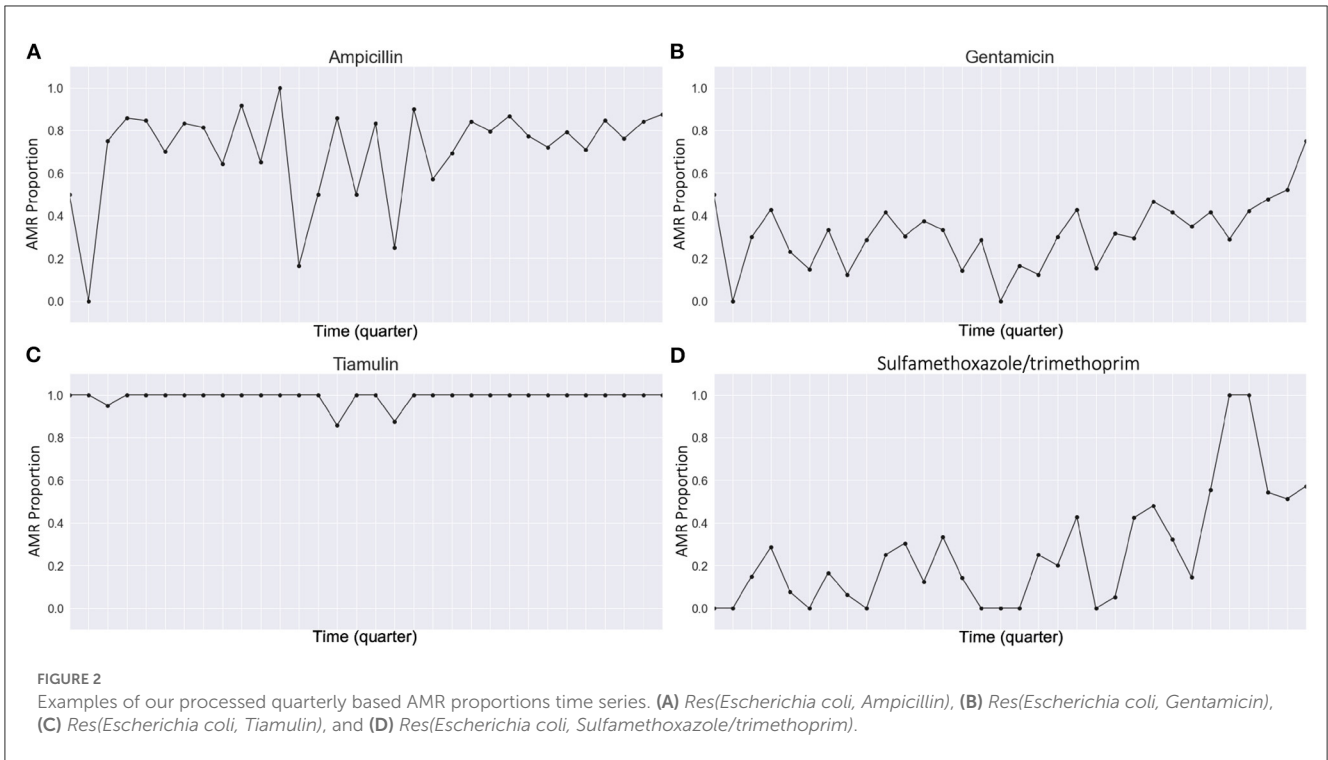 A
Ampicillin
AMR Proportion
1.0
0.8
0.6
0.4
0.2
0.0
Time (quarter)
B
Gentamicin
AMR Proportion
1.0
0.8
0.6
0.4
0.2
0.0
Time (quarter)
C
Tiamulin
AMR Proportion
1.0
0.8
0.6
0.4
0.2
0.0
Time (quarter)
D
Sulfamethoxazole/trimethoprim
AMR Proportion
1.0
0.8
0.6
0.4
0.2
0.0
Time (quarter)
FIGURE 2
Examples of our processed quarterly based AMR proportions time series. (A) Res(Escherichia coli, Ampicillin), (B) Res(Escherichia coli, Gentamicin),
(C) Res(Escherichia coli, Tiamulin), and (D) Res(Escherichia coli, Sulfamethoxazole/trimethoprim).